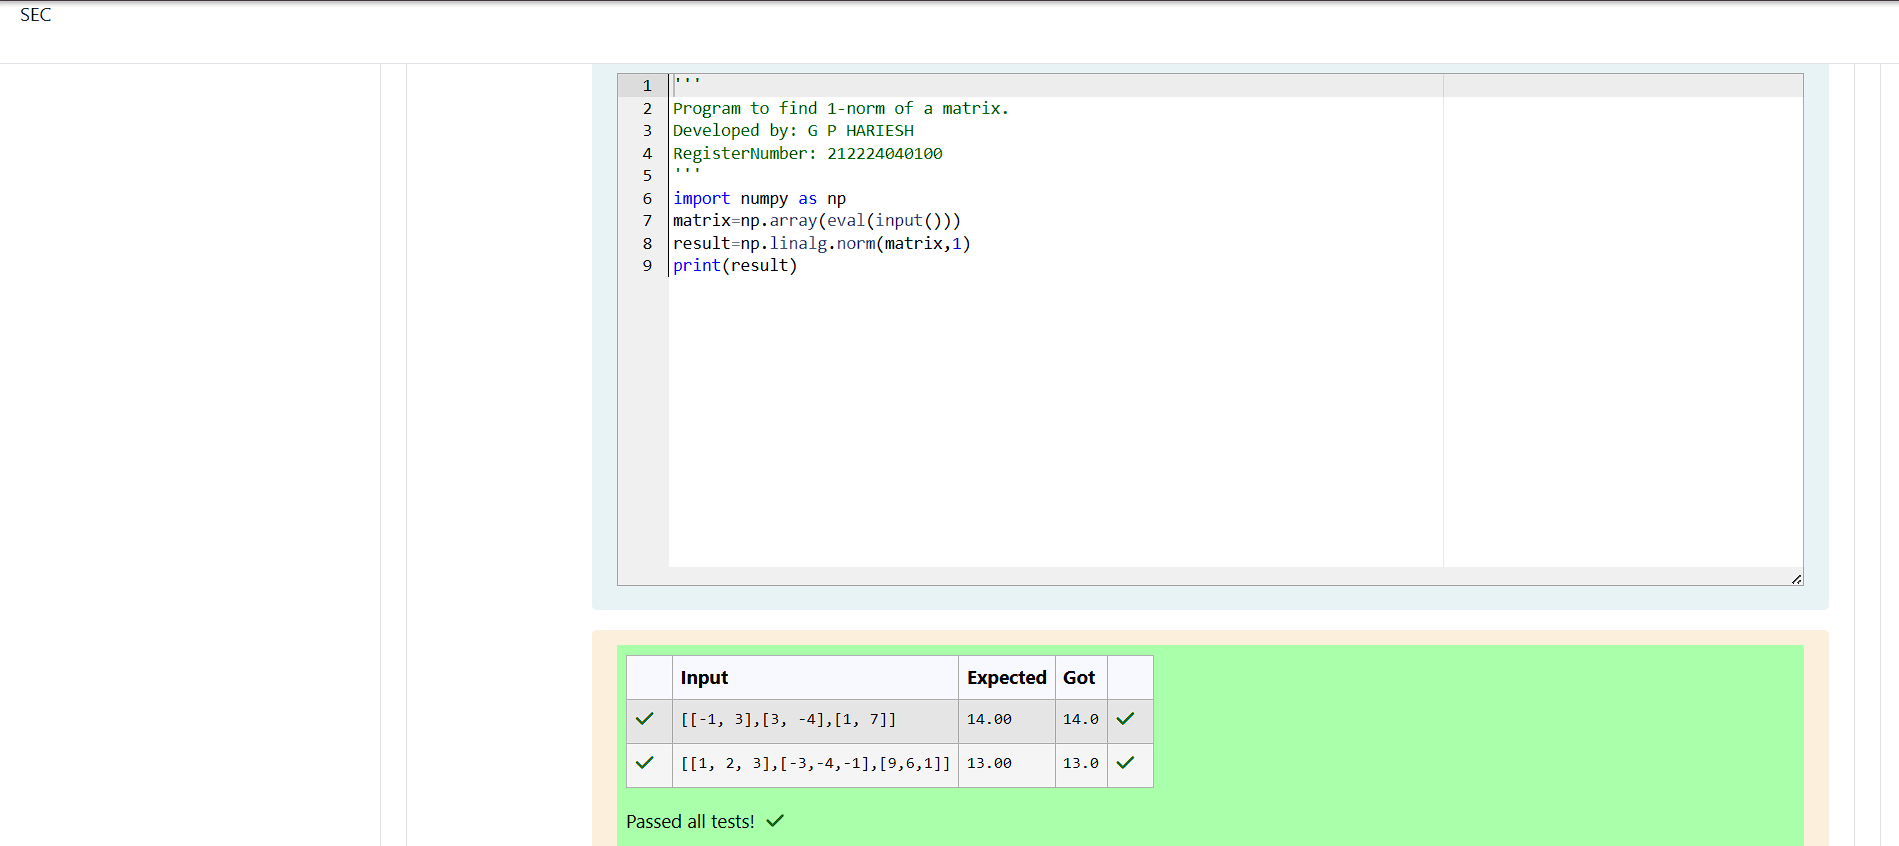 SEC
1 '''
2 Program to find 1-norm of a matrix.
3 Developed by: G P HARIESH
4 RegisterNumber: 212224040100
5 '''
6 import numpy as np
7 matrix=np.array(eval(input()))
8 result=np.linalg.norm(matrix,1)
9 print(result)
Input Expected Got
[[-1, 3],[3, -4],[1, 7]] 14.00 14.0
[[1, 2, 3],[-3,-4,-1],[9,6,1]] 13.00 13.0
Passed all tests!